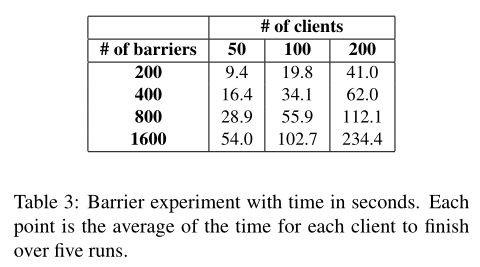 # of clients
# of barriers 50 100 200
200 9.4 19.8 41.0
400 16.4 34.1 62.0
800 28.9 55.9 112.1
1600 54.0 102.7 234.4
Table 3: Barrier experiment with time in seconds. Each
point is the average of the time for each client to finish
over five runs.